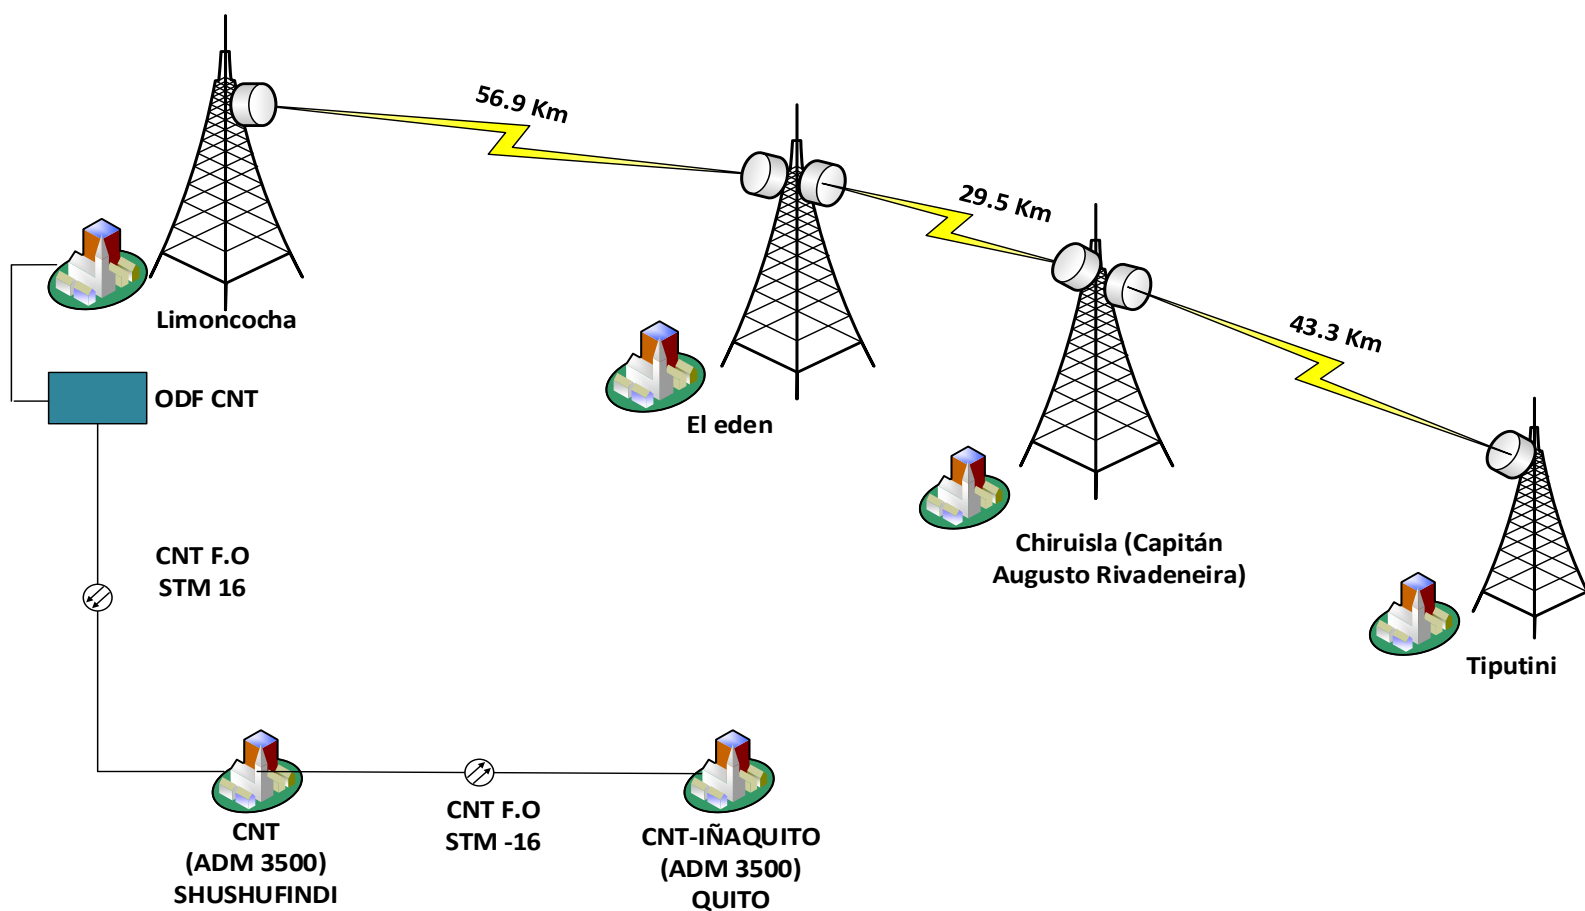 56.9 Km
29.5 Km
43.3 Km
Limoncocha
ODF CNT
El eden
Chiruisla (Capitán
Augusto Rivadeneira)
Tiputini
CNT F.O
STM 16
CNT F.O
STM -16
CNT
(ADM 3500)
SHUSHUFINDI
CNT-IÑAQUITO
(ADM 3500)
QUITO